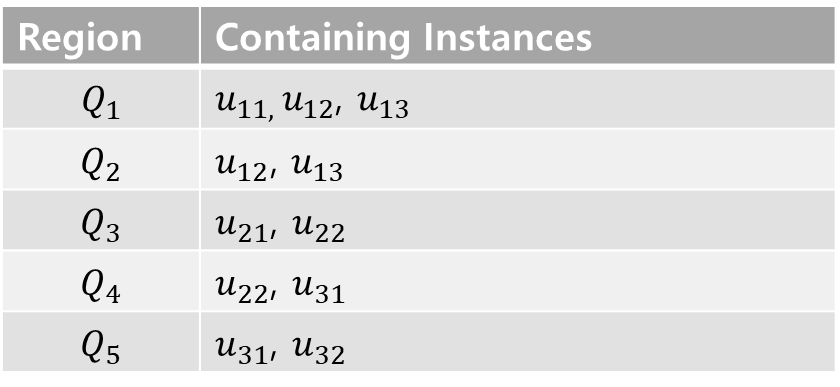 Region Containing Instances
Q₁ u₁₁, u₁₂, u₁₃
Q₂ u₁₂, u₁₃
Q₃ u₂₁, u₂₂
Q₄ u₂₂, u₃₁
Q₅ u₃₁, u₃₂